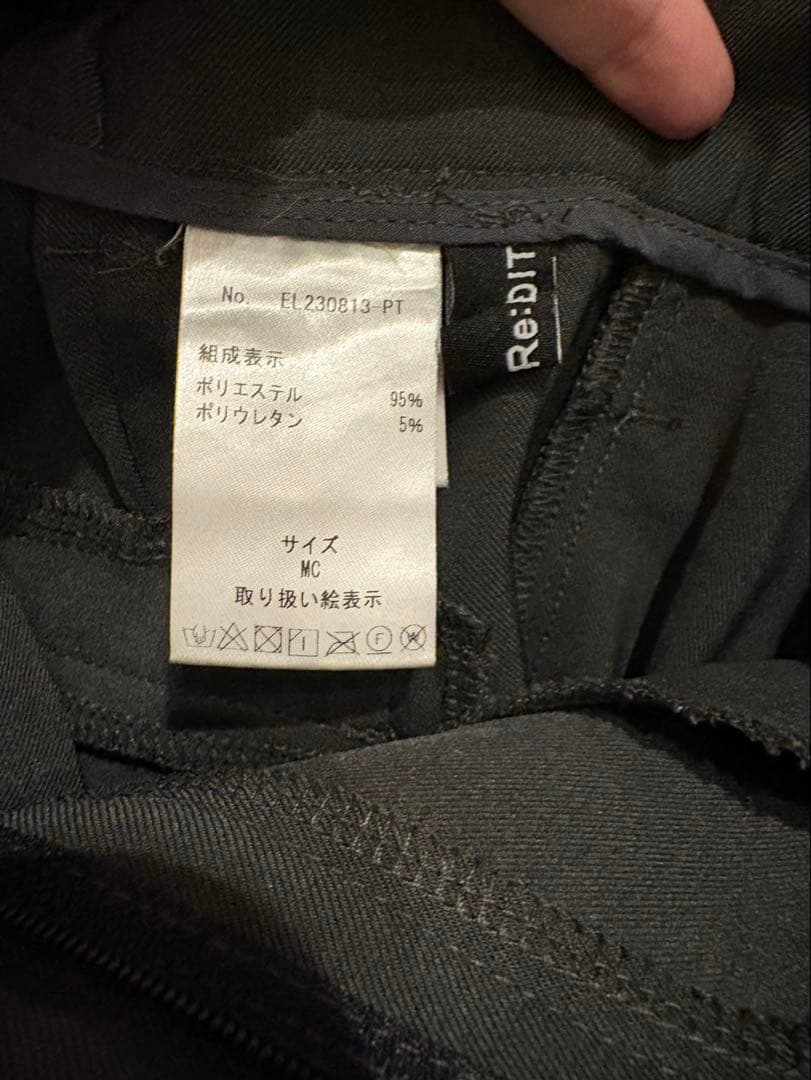 No. EL230813-PT
組成表示
ポリエステル 95%
ポリウレタン 5%
サイズ
MC
取り扱い絵表示
F
W
Re:DIT